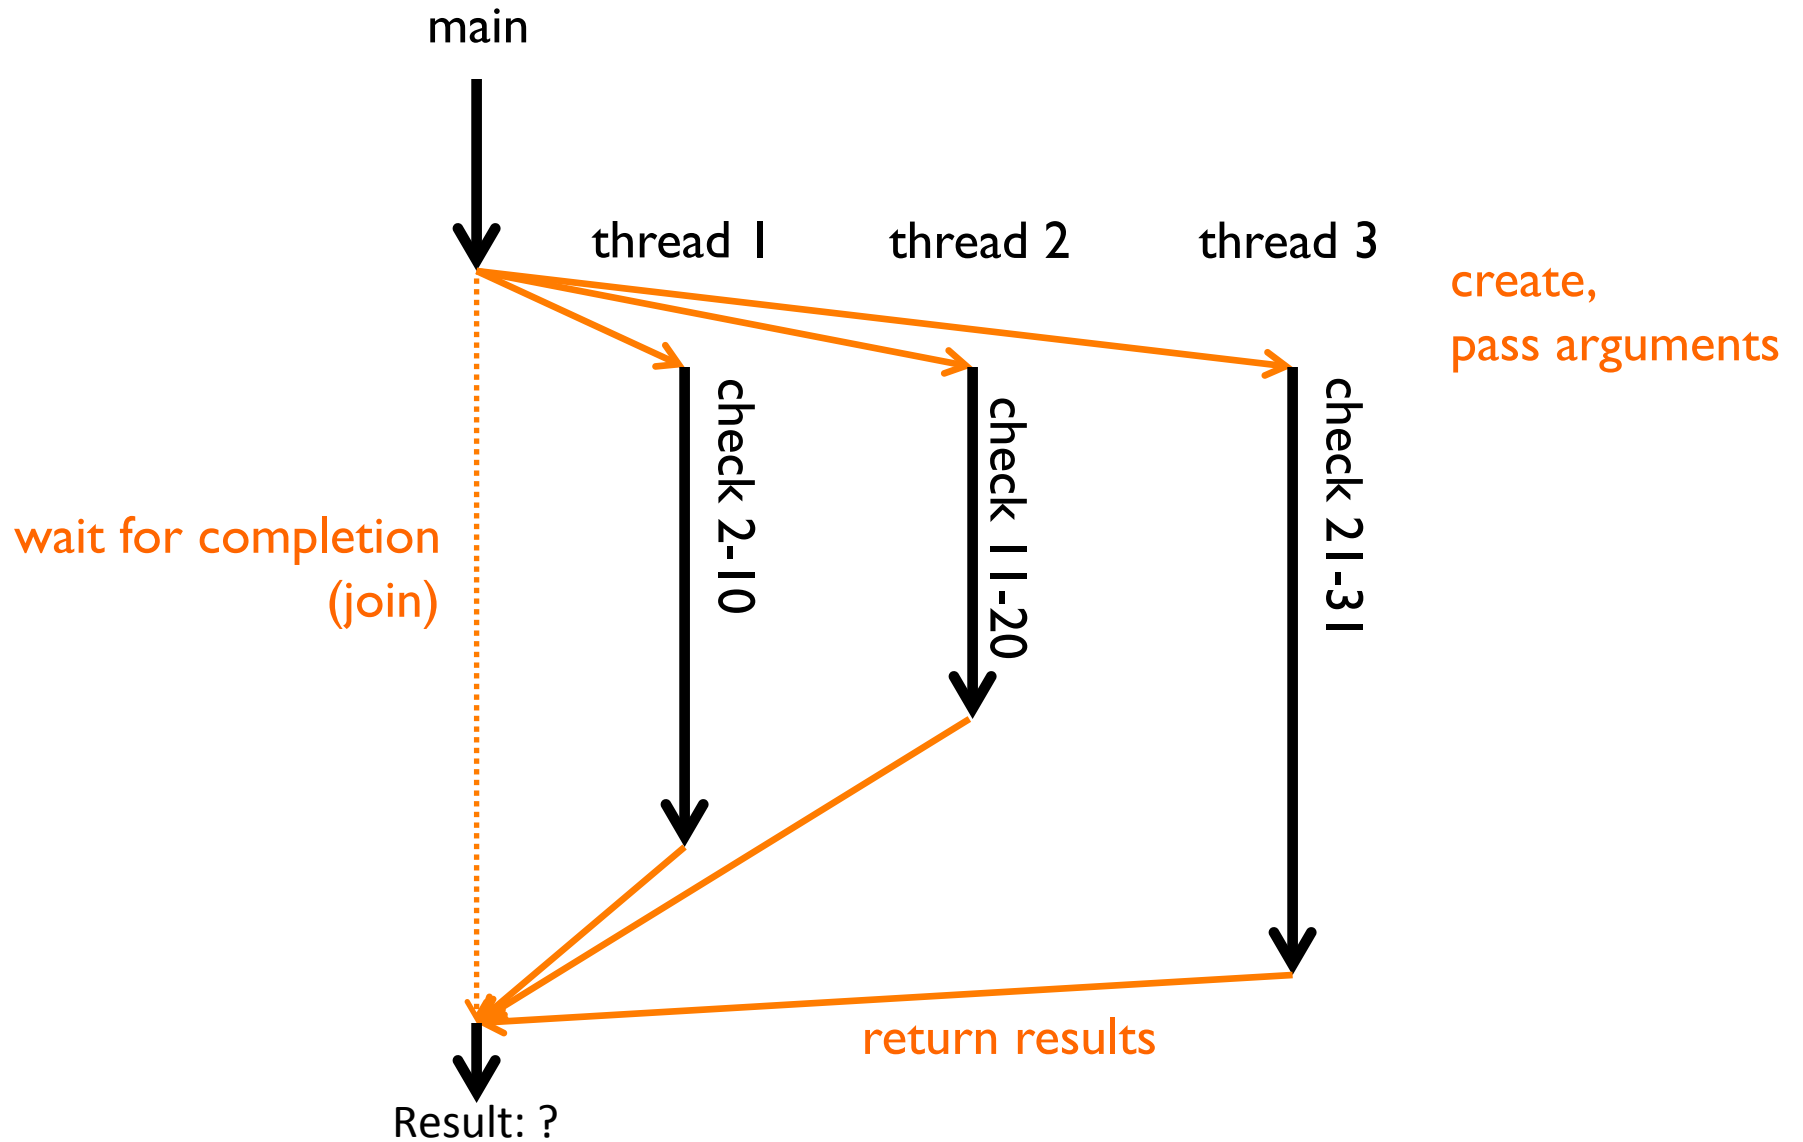 main
thread 1
thread 2
thread 3
create,
pass arguments
check 2-10
check 11-20
check 21-31
wait for completion
(join)
return results
Result: ?